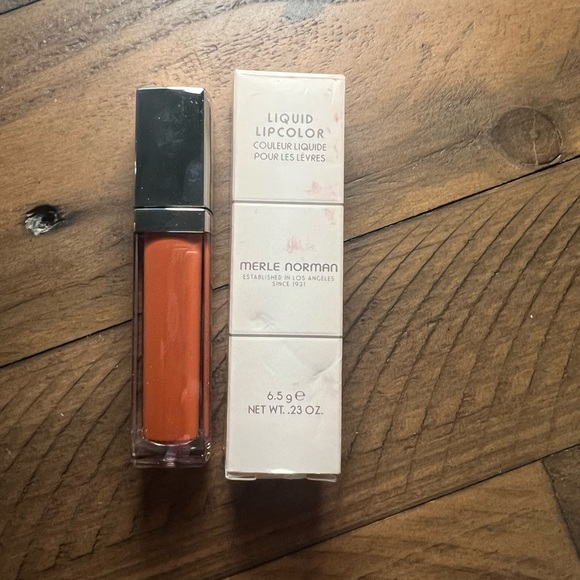 LIQUID
LIPCOLOR
COULEUR LIQUIDE
POUR LES LÈVRES
MERLE NORMAN
ESTABLISHED IN LOS ANGELES
SINCE 1931
6.5 g ℮
NET WT. .23 OZ.